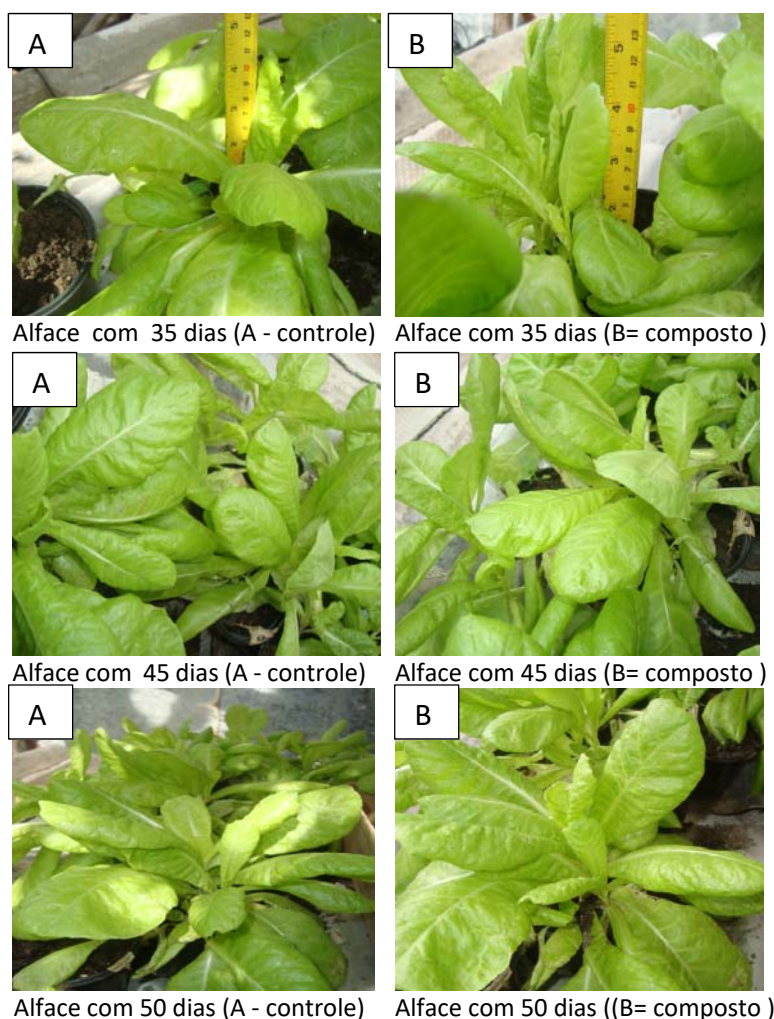 A
B
Alface com 35 dias (A - controle)
Alface com 35 dias (B= composto )
A
B
Alface com 45 dias (A - controle)
Alface com 45 dias (B= composto )
A
B
Alface com 50 dias (A - controle)
Alface com 50 dias ((B= composto )